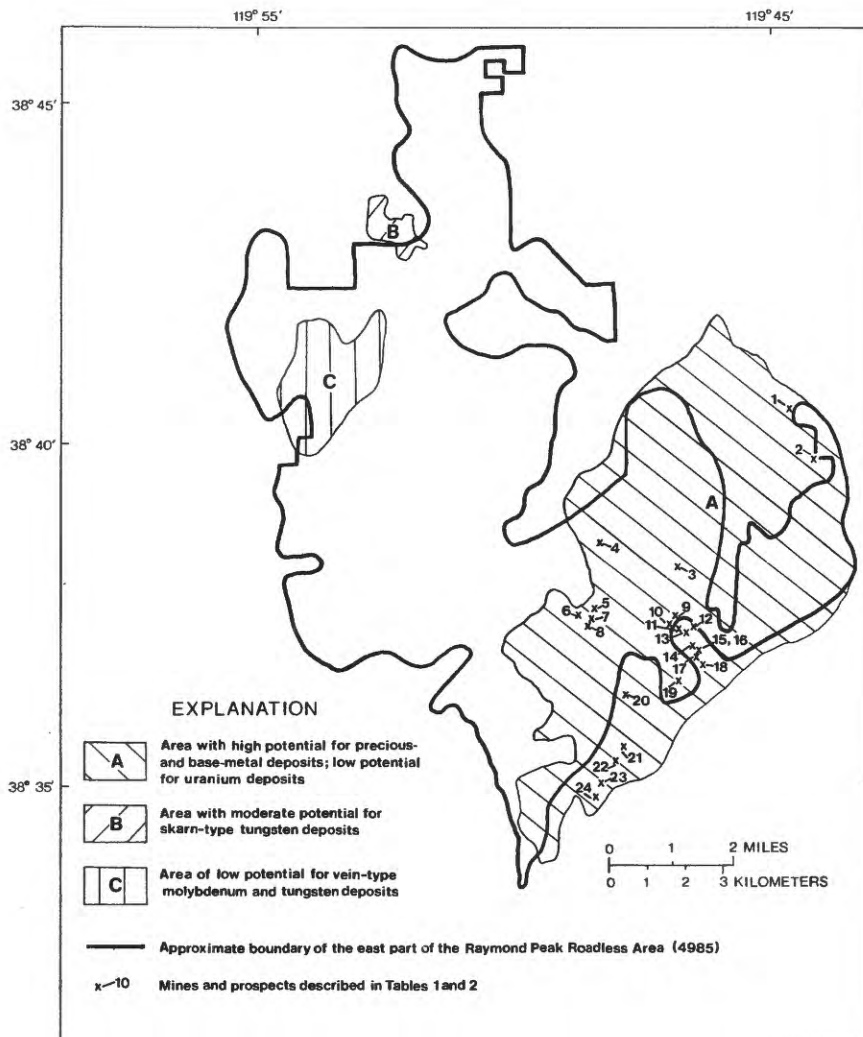 119° 55'
119° 45'
38° 45'
B
C
38° 40'
1
2
A
4
3
5
6
7
8
10
9
11
12
13
15, 16
14
17
18
19
20
21
22
23
24
38° 35'
EXPLANATION
A
Area with high potential for precious-
and base-metal deposits; low potential
for uranium deposits
B
Area with moderate potential for
skarn-type tungsten deposits
C
Area of low potential for vein-type
molybdenum and tungsten deposits
Approximate boundary of the east part of the Raymond Peak Roadless Area (4985)
x-10
Mines and prospects described in Tables 1 and 2
0 1 2 MILES
0 1 2 3 KILOMETERS